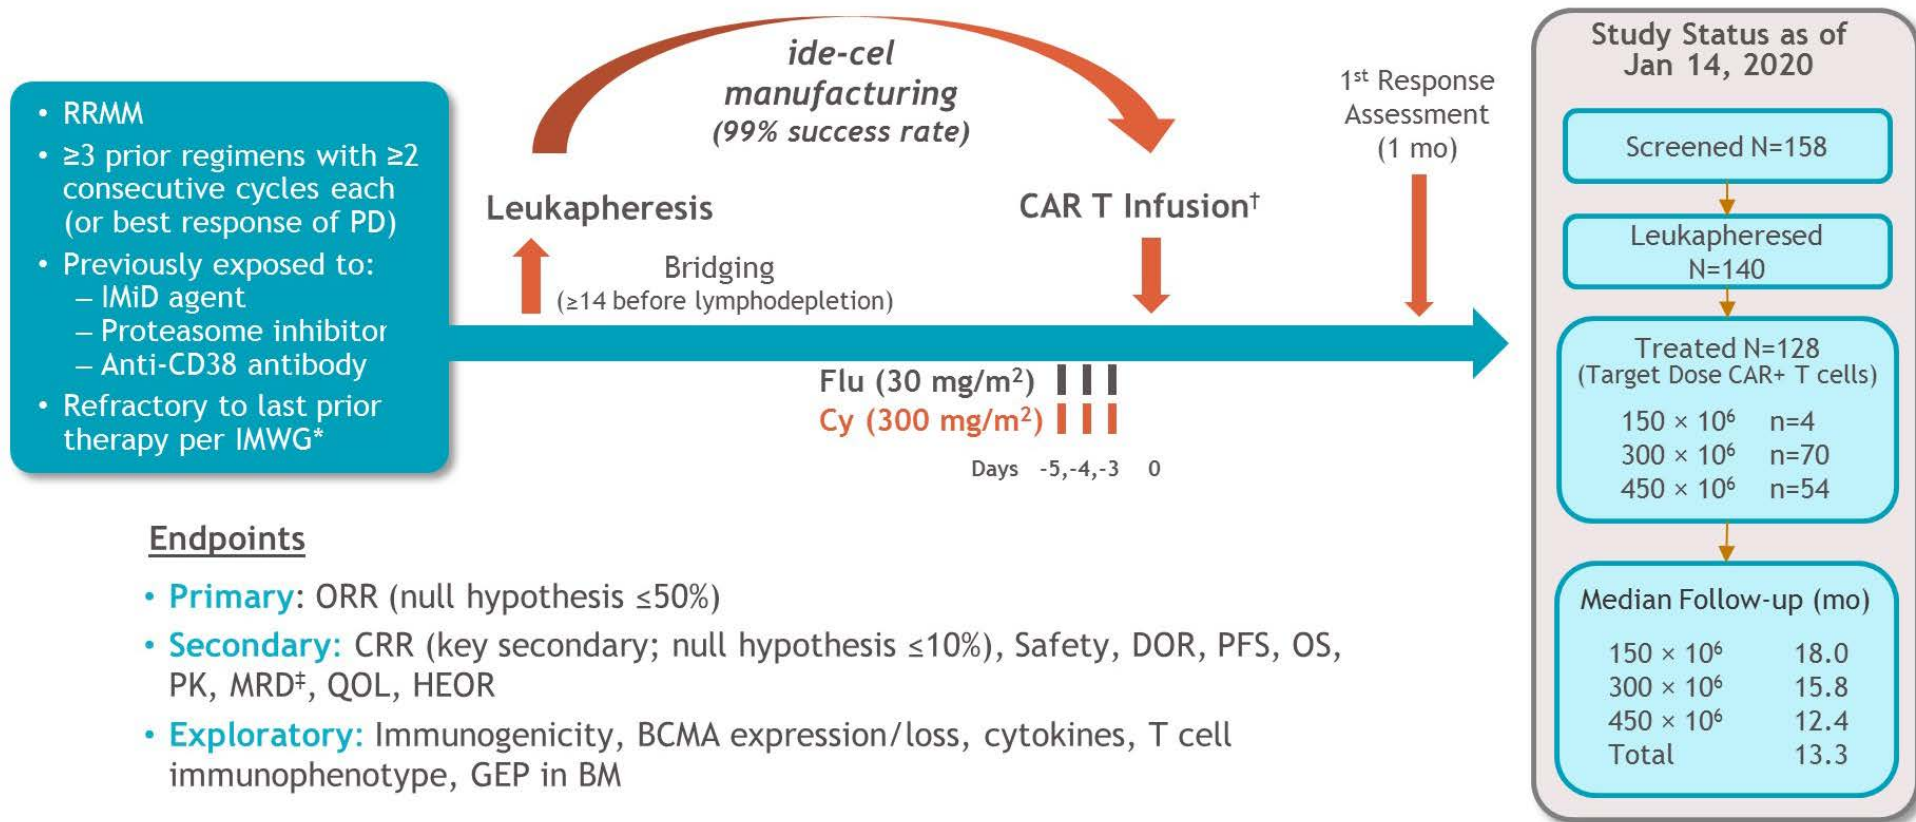 • RRMM
• ≥3 prior regimens with ≥2
consecutive cycles each
(or best response of PD)
• Previously exposed to:
– IMiD agent
– Proteasome inhibitor
– Anti-CD38 antibody
• Refractory to last prior
therapy per IMWG*
ide-cel
manufacturing
(99% success rate)
Leukapheresis
Bridging
(≥14 before lymphodepletion)
CAR T Infusion†
1st Response
Assessment
(1 mo)
Flu (30 mg/m²)
Cy (300 mg/m²)
Days -5,-4,-3 0
Endpoints
• Primary: ORR (null hypothesis ≤50%)
• Secondary: CRR (key secondary; null hypothesis ≤10%), Safety, DOR, PFS, OS,
PK, MRD‡, QOL, HEOR
• Exploratory: Immunogenicity, BCMA expression/loss, cytokines, T cell
immunophenotype, GEP in BM
Study Status as of
Jan 14, 2020
Screened N=158
Leukapheresed
N=140
Treated N=128
(Target Dose CAR+ T cells)
150 × 10⁶ n=4
300 × 10⁶ n=70
450 × 10⁶ n=54
Median Follow-up (mo)
150 × 10⁶ 18.0
300 × 10⁶ 15.8
450 × 10⁶ 12.4
Total 13.3